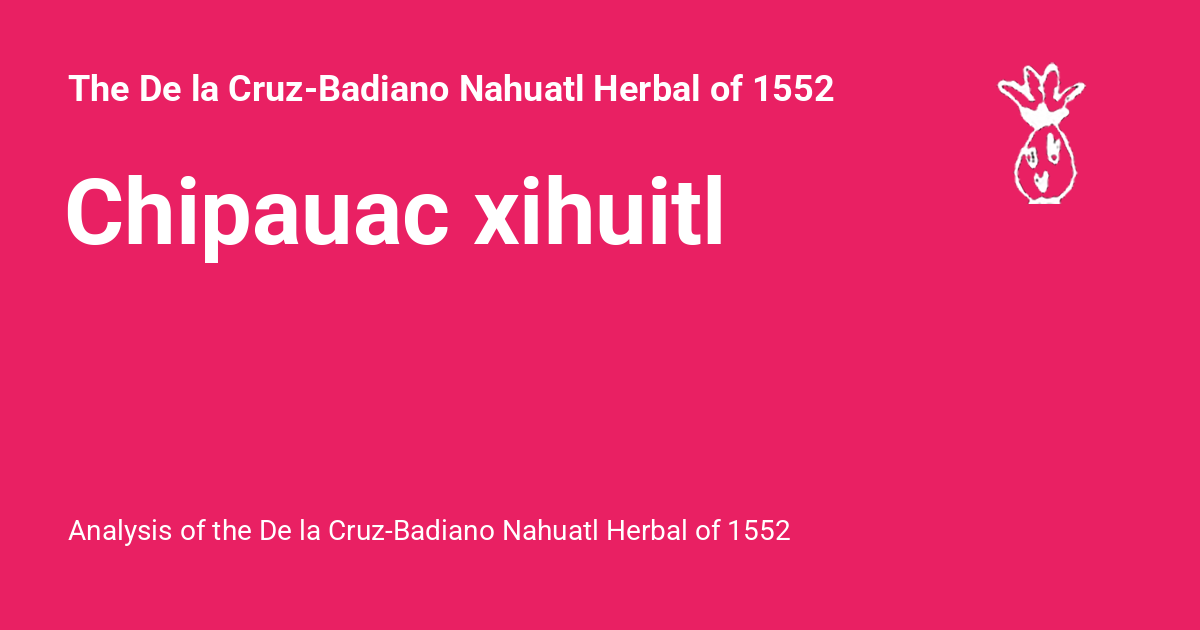 The De la Cruz-Badiano Nahuatl Herbal of 1552
Chipauac xihuitl
Analysis of the De la Cruz-Badiano Nahuatl Herbal of 1552